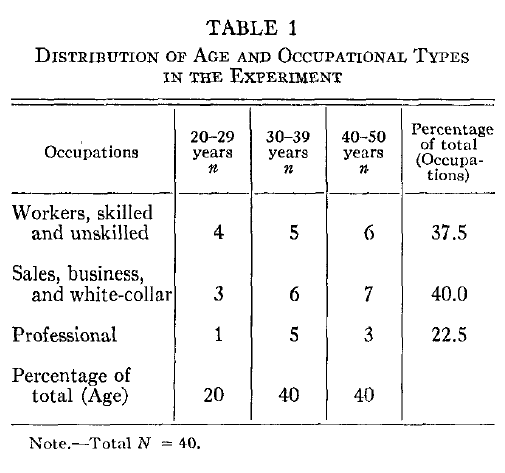 TABLE 1
DISTRIBUTION OF AGE AND OCCUPATIONAL TYPES
IN THE EXPERIMENT
Occupations
20–29
years
n
30–39
years
n
40–50
years
n
Percentage
of total
(Occupa-
tions)
Workers, skilled
and unskilled 4 5 6 37.5
Sales, business,
and white-collar 3 6 7 40.0
Professional 1 5 3 22.5
Percentage of
total (Age) 20 40 40
Note.—Total N = 40.